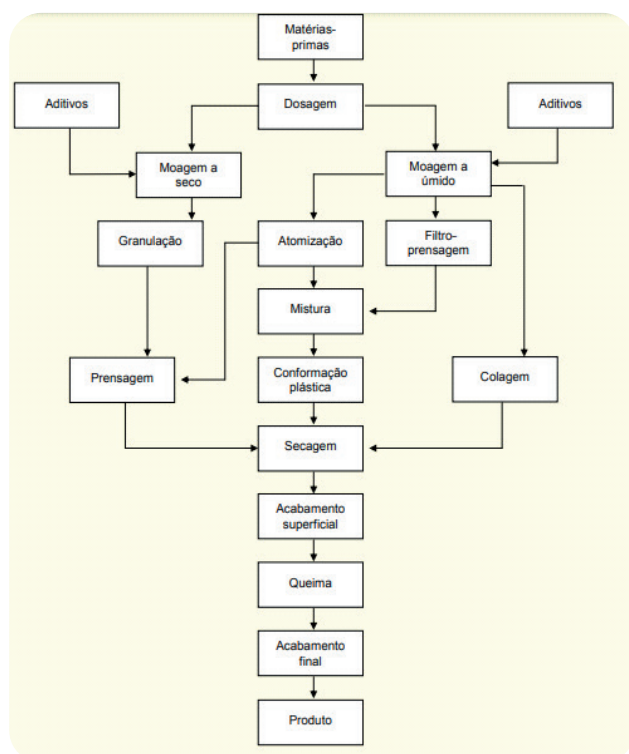 Matérias-
primas
Aditivos
Dosagem
Aditivos
Moagem a
seco
Moagem a
úmido
Granulação
Atomização
Filtro-
prensagem
Mistura
Prensagem
Conformação
plástica
Colagem
Secagem
Acabamento
superficial
Queima
Acabamento
final
Produto